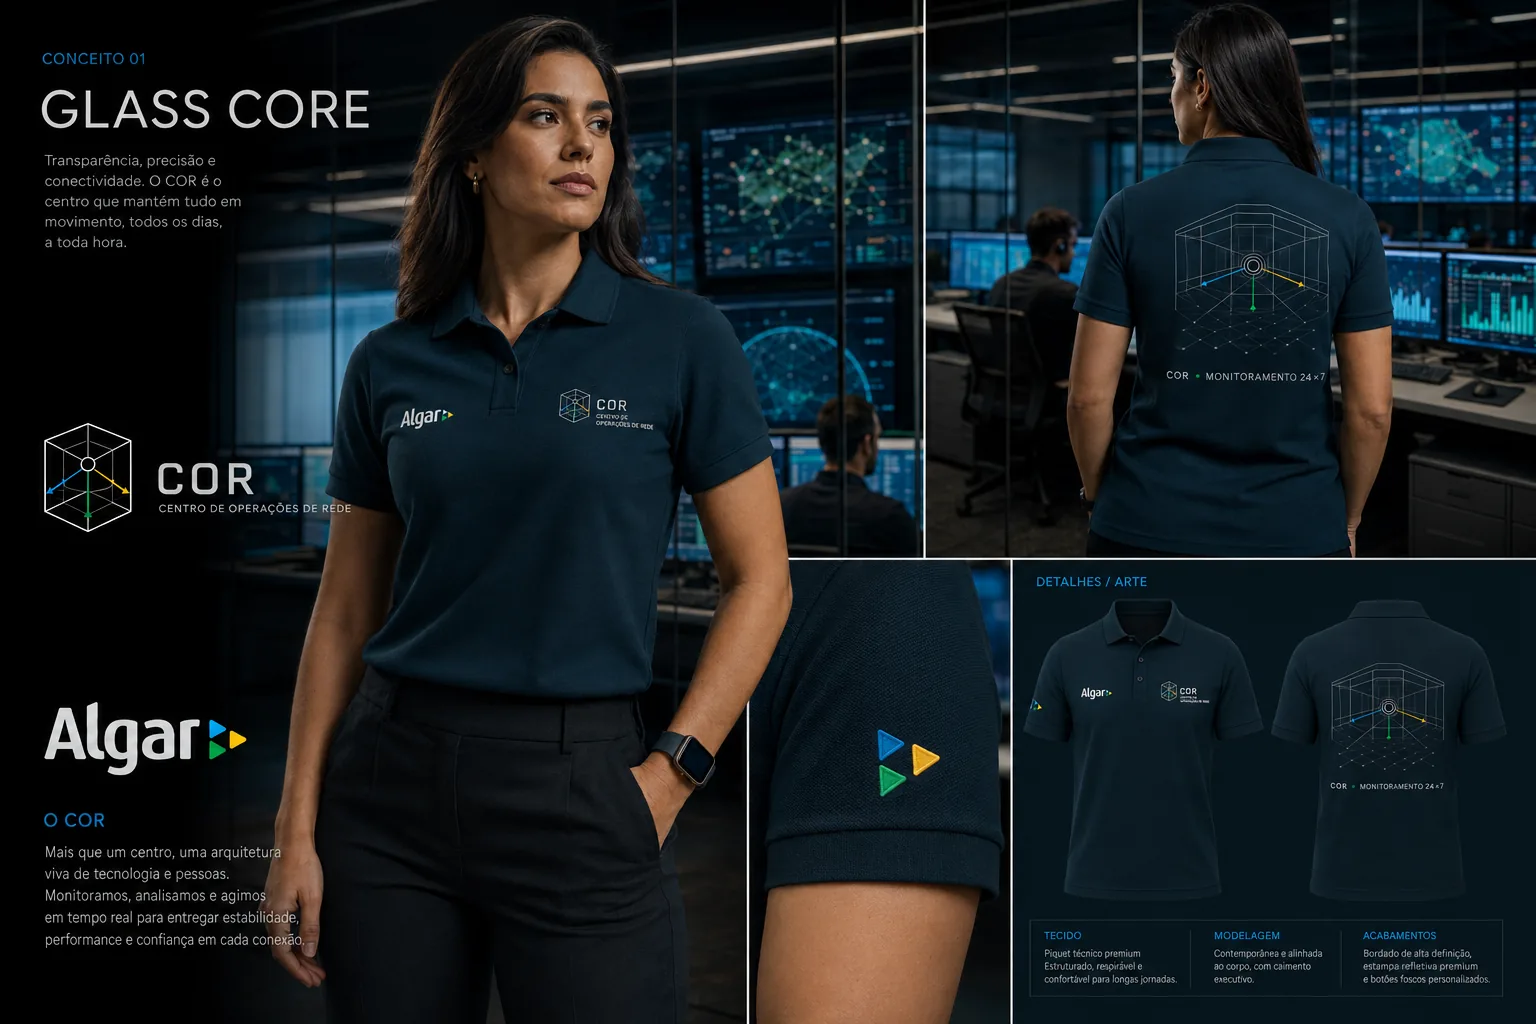 CONCEITO 01
GLASS CORE
Transparência, precisão e
conectividade. O COR é o
centro que mantém tudo em
movimento, todos os dias,
a toda hora.
COR
CENTRO DE OPERAÇÕES DE REDE
Algar
O COR
Mais que um centro, uma arquitetura
viva de tecnologia e pessoas.
Monitoramos, analisamos e agimos
em tempo real para entregar estabilidade,
performance e confiança em cada conexão.
Algar
COR
CENTRO DE
OPERAÇÕES DE REDE
COR • MONITORAMENTO 24×7
DETALHES / ARTE
Algar
COR
COR • MONITORAMENTO 24×7
TECIDO
Piquet técnico premium
Estruturado, respirável e
confortável para longas jornadas.
MODELAGEM
Contemporânea e alinhada
ao corpo, com caimento
executivo.
ACABAMENTOS
Bordado de alta definição,
estampa refletiva premium
e botões foscos personalizados.